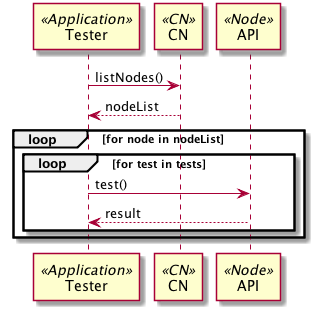 «Application»
Tester
«CN»
CN
«Node»
API
listNodes()
nodeList
loop [for node in nodeList]
loop [for test in tests]
test()
result
«Application»
Tester
«CN»
CN
«Node»
API